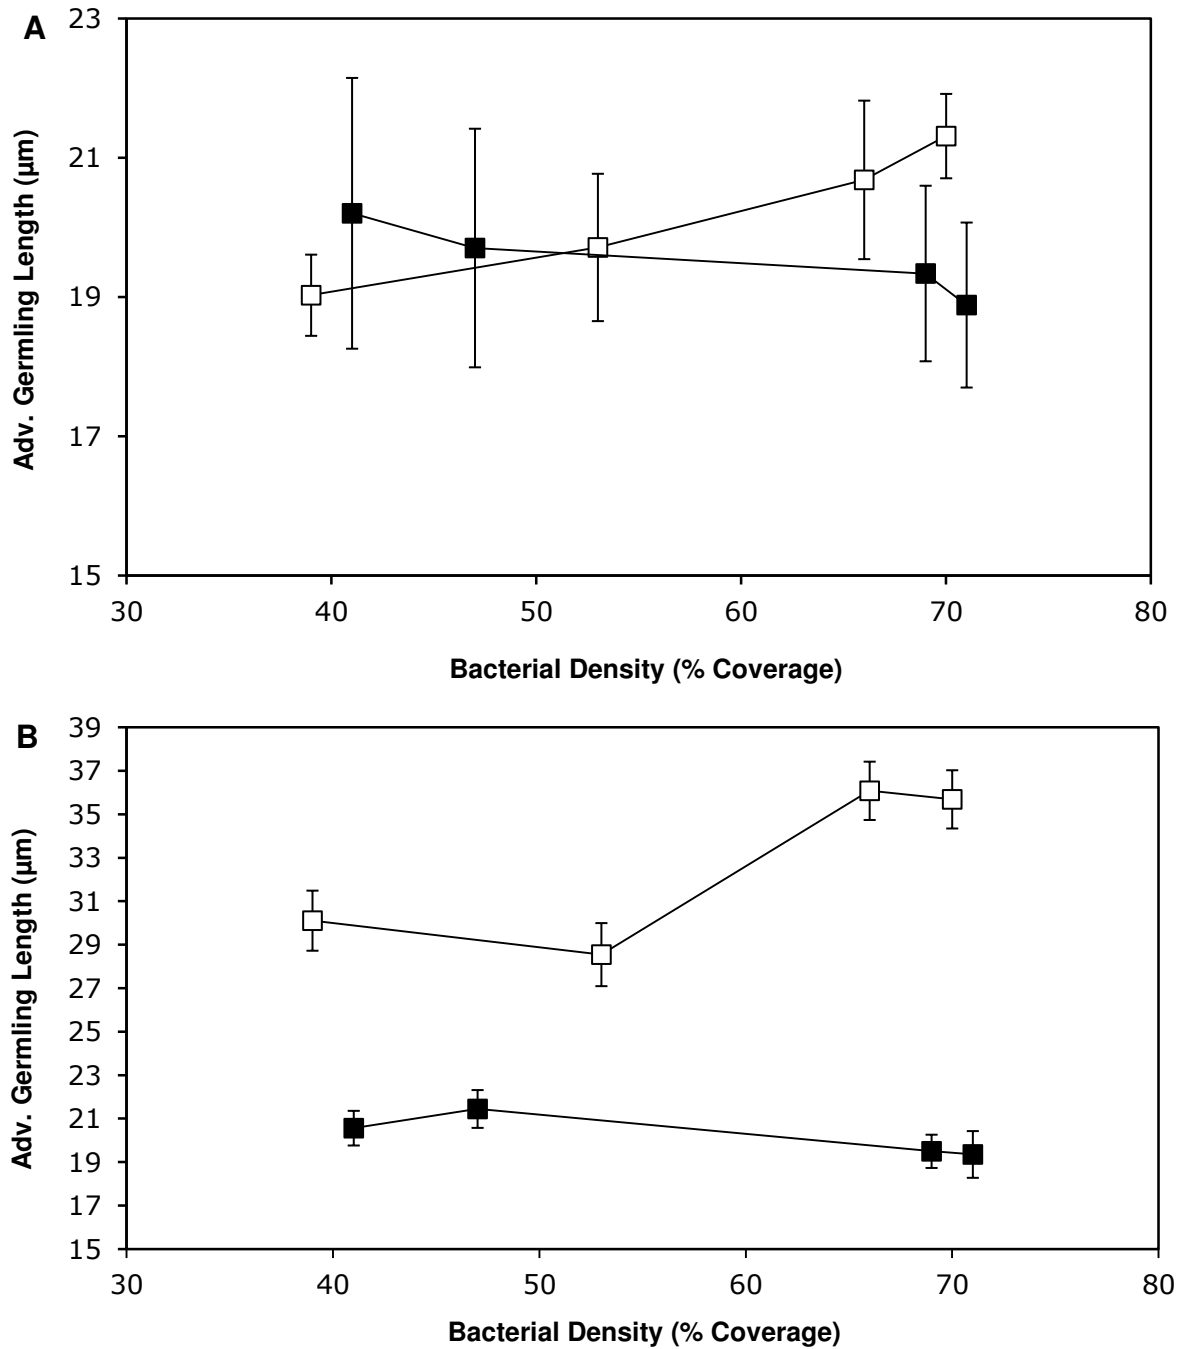 A
23
21
19
17
15
Adv. Germling Length (µm)
30 40 50 60 70 80
Bacterial Density (% Coverage)
B
39
37
35
33
31
29
27
25
23
21
19
17
15
Adv. Germling Length (µm)
30 40 50 60 70 80
Bacterial Density (% Coverage)